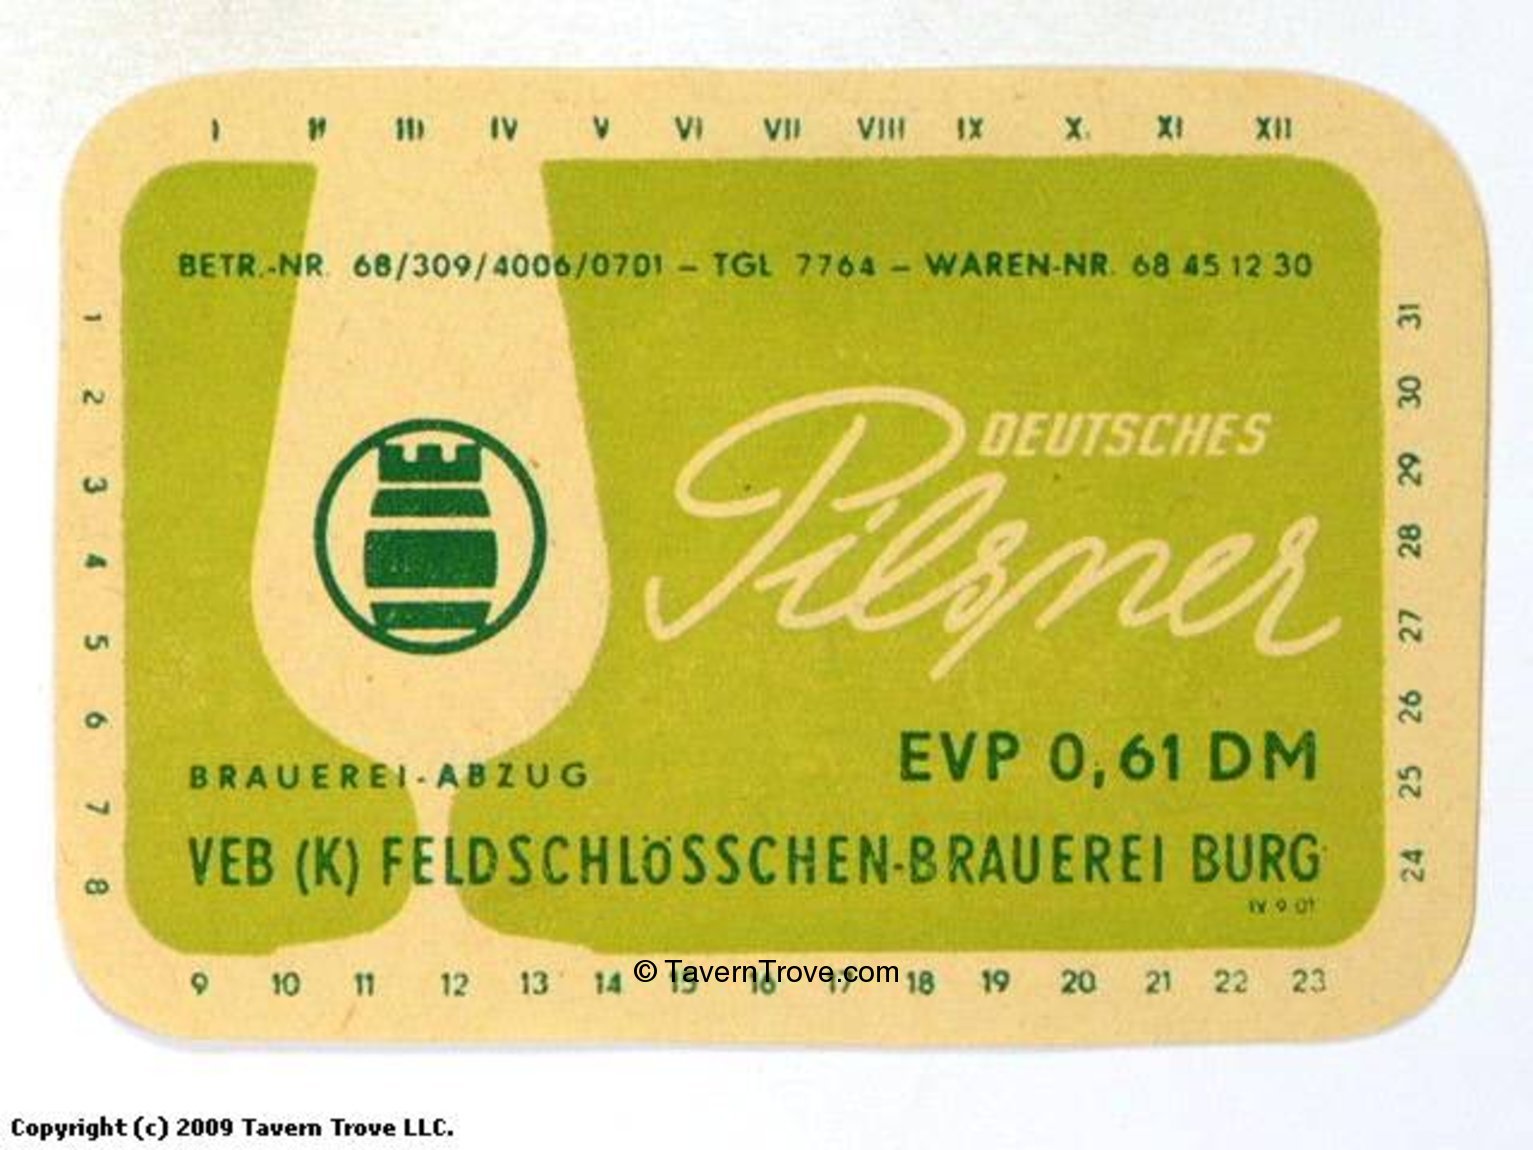 I II III IV V VI VII VIII IX X XI XII
BETR.-NR. 68/309/4006/0701 – TGL 7764 – WAREN-NR. 68 45 12 30
DEUTSCHES
Pilsner
EVP 0,61 DM
BRAUEREI-ABZUG
VEB (K) FELDSCHLÖSSCHEN-BRAUEREI BURG
IV 9 01
1 2 3 4 5 6 7 8
9 10 11 12 13 14 15 16 17 18 19 20 21 22 23
31 30 29 28 27 26 25 24
© TavernTrove.com
Copyright (c) 2009 Tavern Trove LLC.